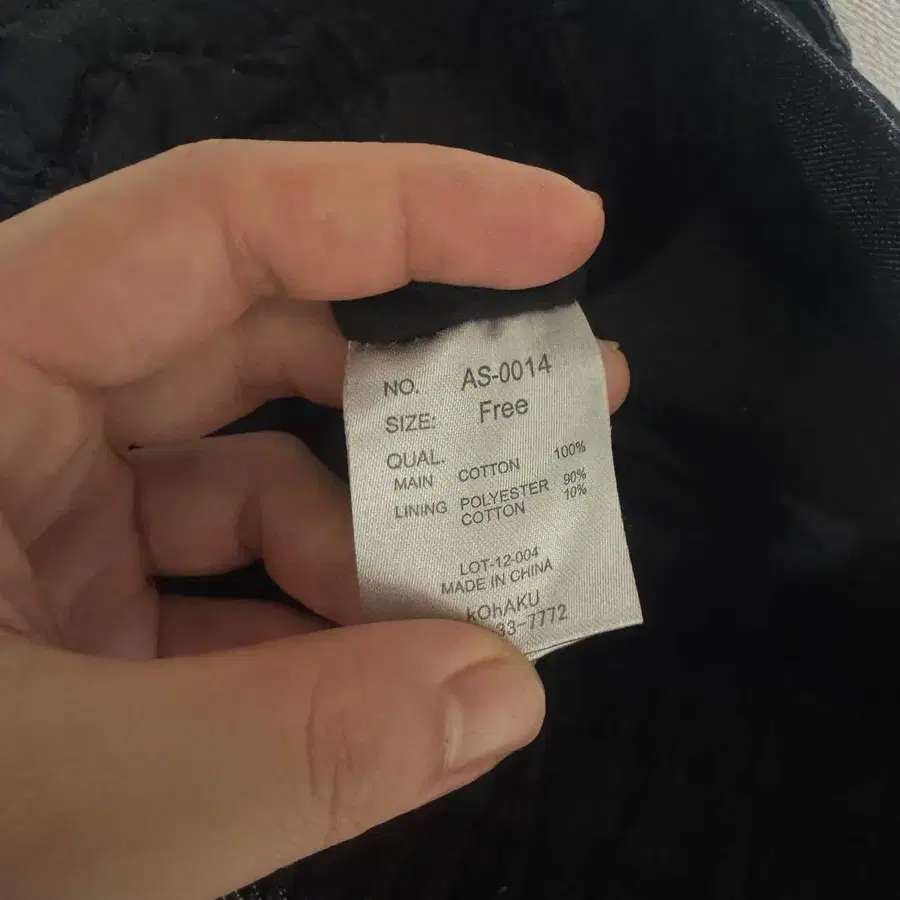 NO. AS-0014
SIZE: Free
QUAL.
MAIN COTTON 100%
LINING POLYESTER 90%
COTTON 10%
LOT-12-004
MADE IN CHINA
kOhAKU
33-7772